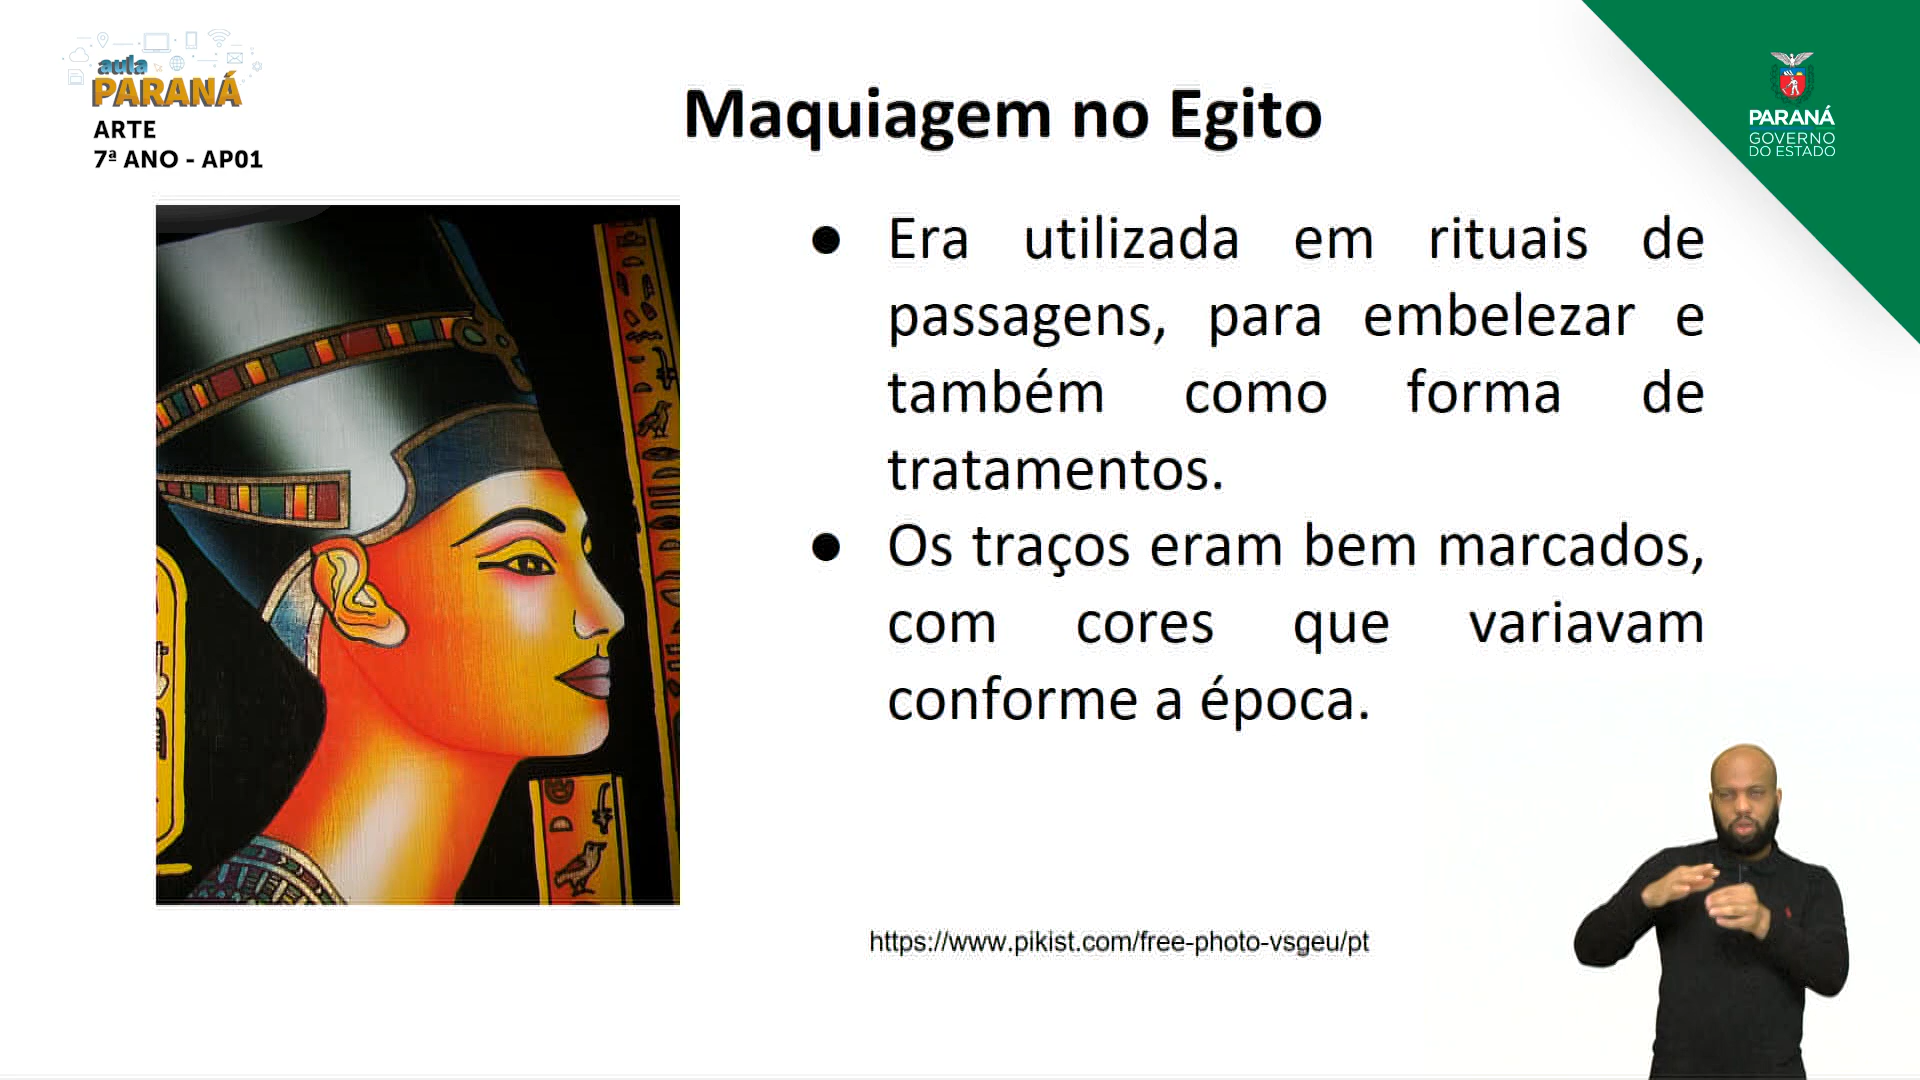 aula
PARANÁ
ARTE
7ª ANO - AP01
Maquiagem no Egito
PARANÁ
GOVERNO
DO ESTADO
● Era utilizada em rituais de
passagens, para embelezar e
também como forma de
tratamentos.
● Os traços eram bem marcados,
com cores que variavam
conforme a época.
https://www.pikist.com/free-photo-vsgeu/pt